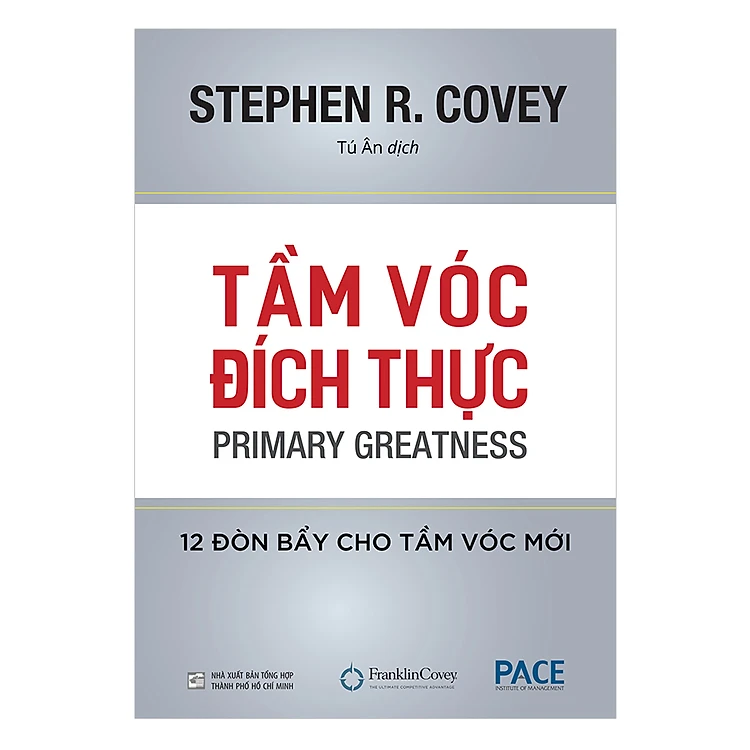 STEPHEN R. COVEY
Tú Ân dịch
TẦM VÓC
ĐÍCH THỰC
PRIMARY GREATNESS
12 ĐÒN BẨY CHO TẦM VÓC MỚI
NHÀ XUẤT BẢN TỔNG HỢP
THÀNH PHỐ HỒ CHÍ MINH
FranklinCovey
THE ULTIMATE COMPETITIVE ADVANTAGE
PACE
INSTITUTE OF MANAGEMENT